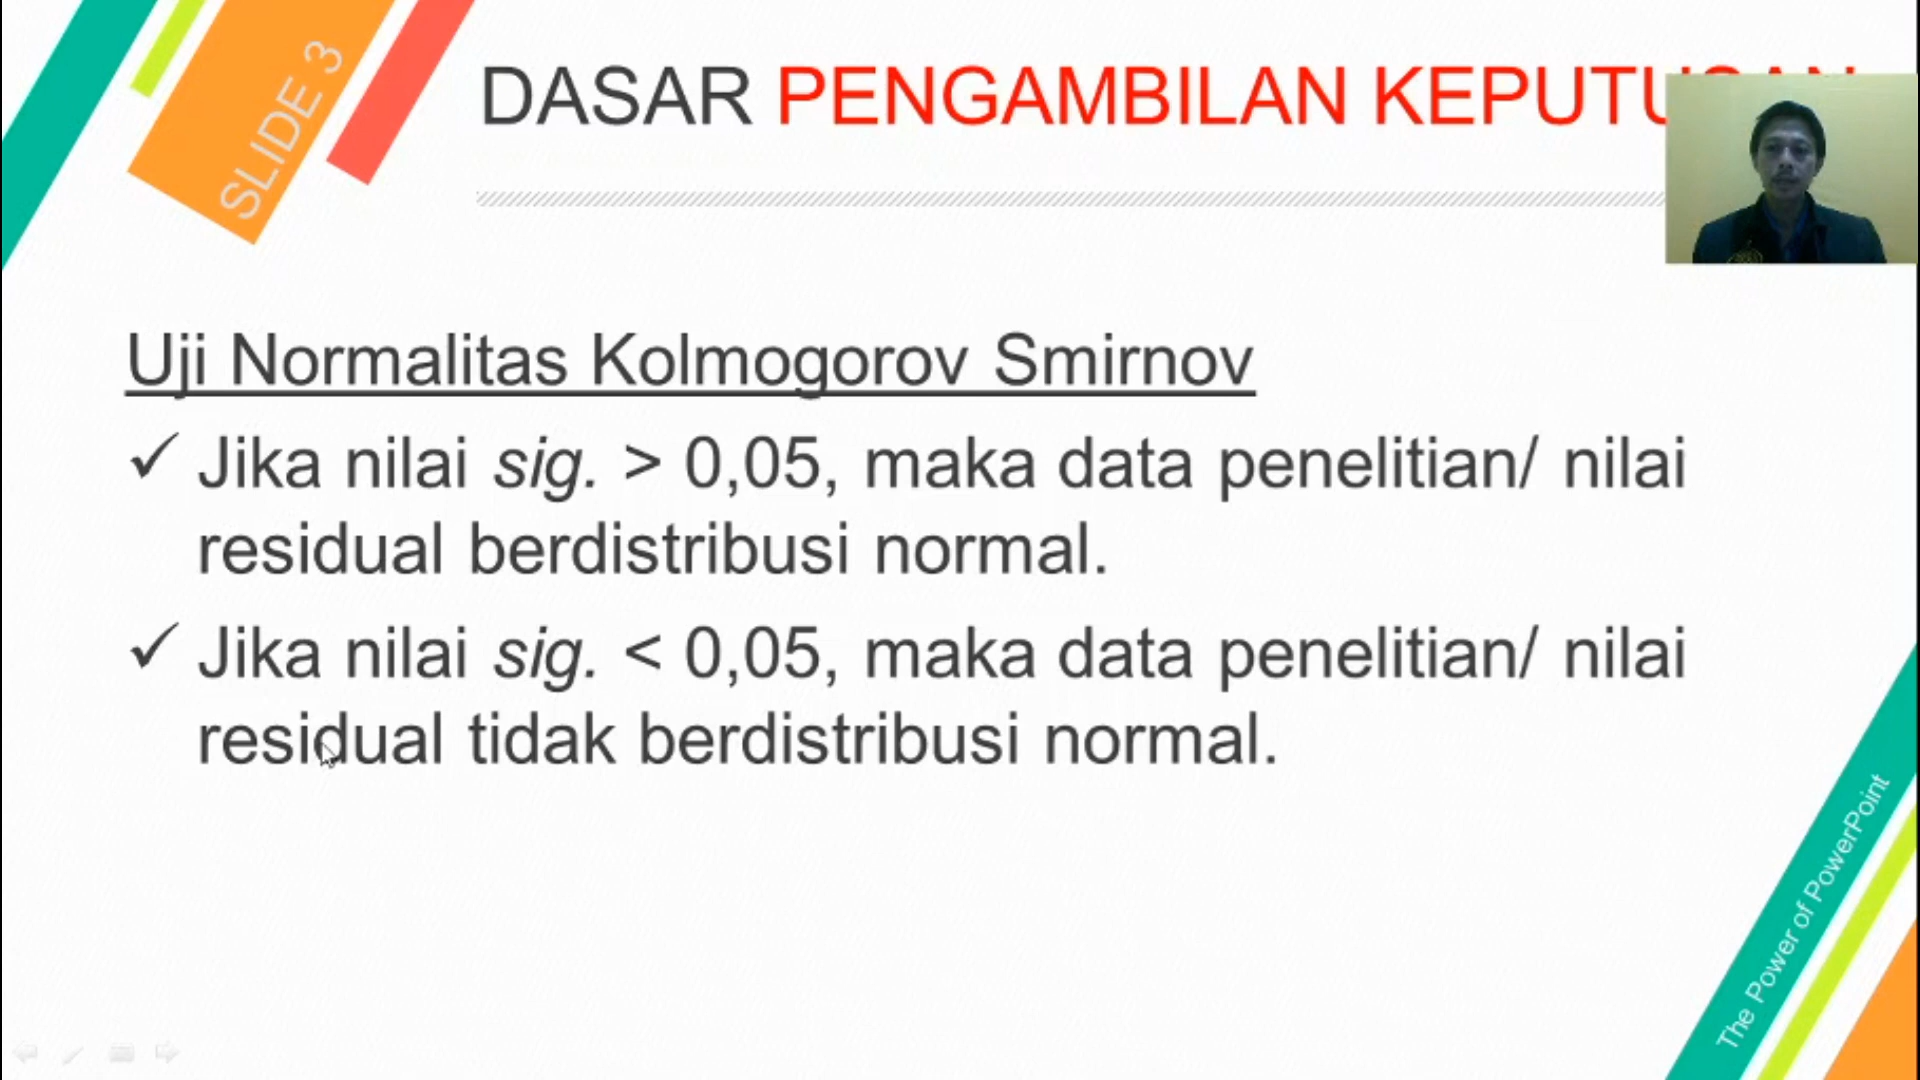 SLIDE 3
DASAR PENGAMBILAN KEPUTUSAN
Uji Normalitas Kolmogorov Smirnov
✓ Jika nilai sig. > 0,05, maka data penelitian/ nilai
residual berdistribusi normal.
✓ Jika nilai sig. < 0,05, maka data penelitian/ nilai
residual tidak berdistribusi normal.
The Power of PowerPoint